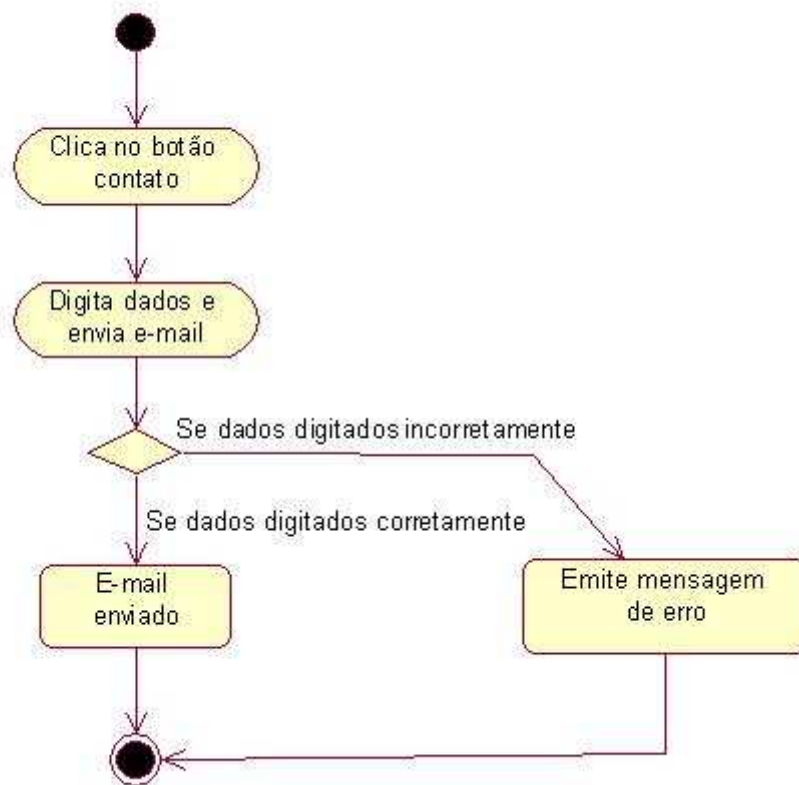 Clica no botão
contato
Digita dados e
envia e-mail
Se dados digitados incorretamente
Se dados digitados corretamente
E-mail
enviado
Emite mensagem
de erro